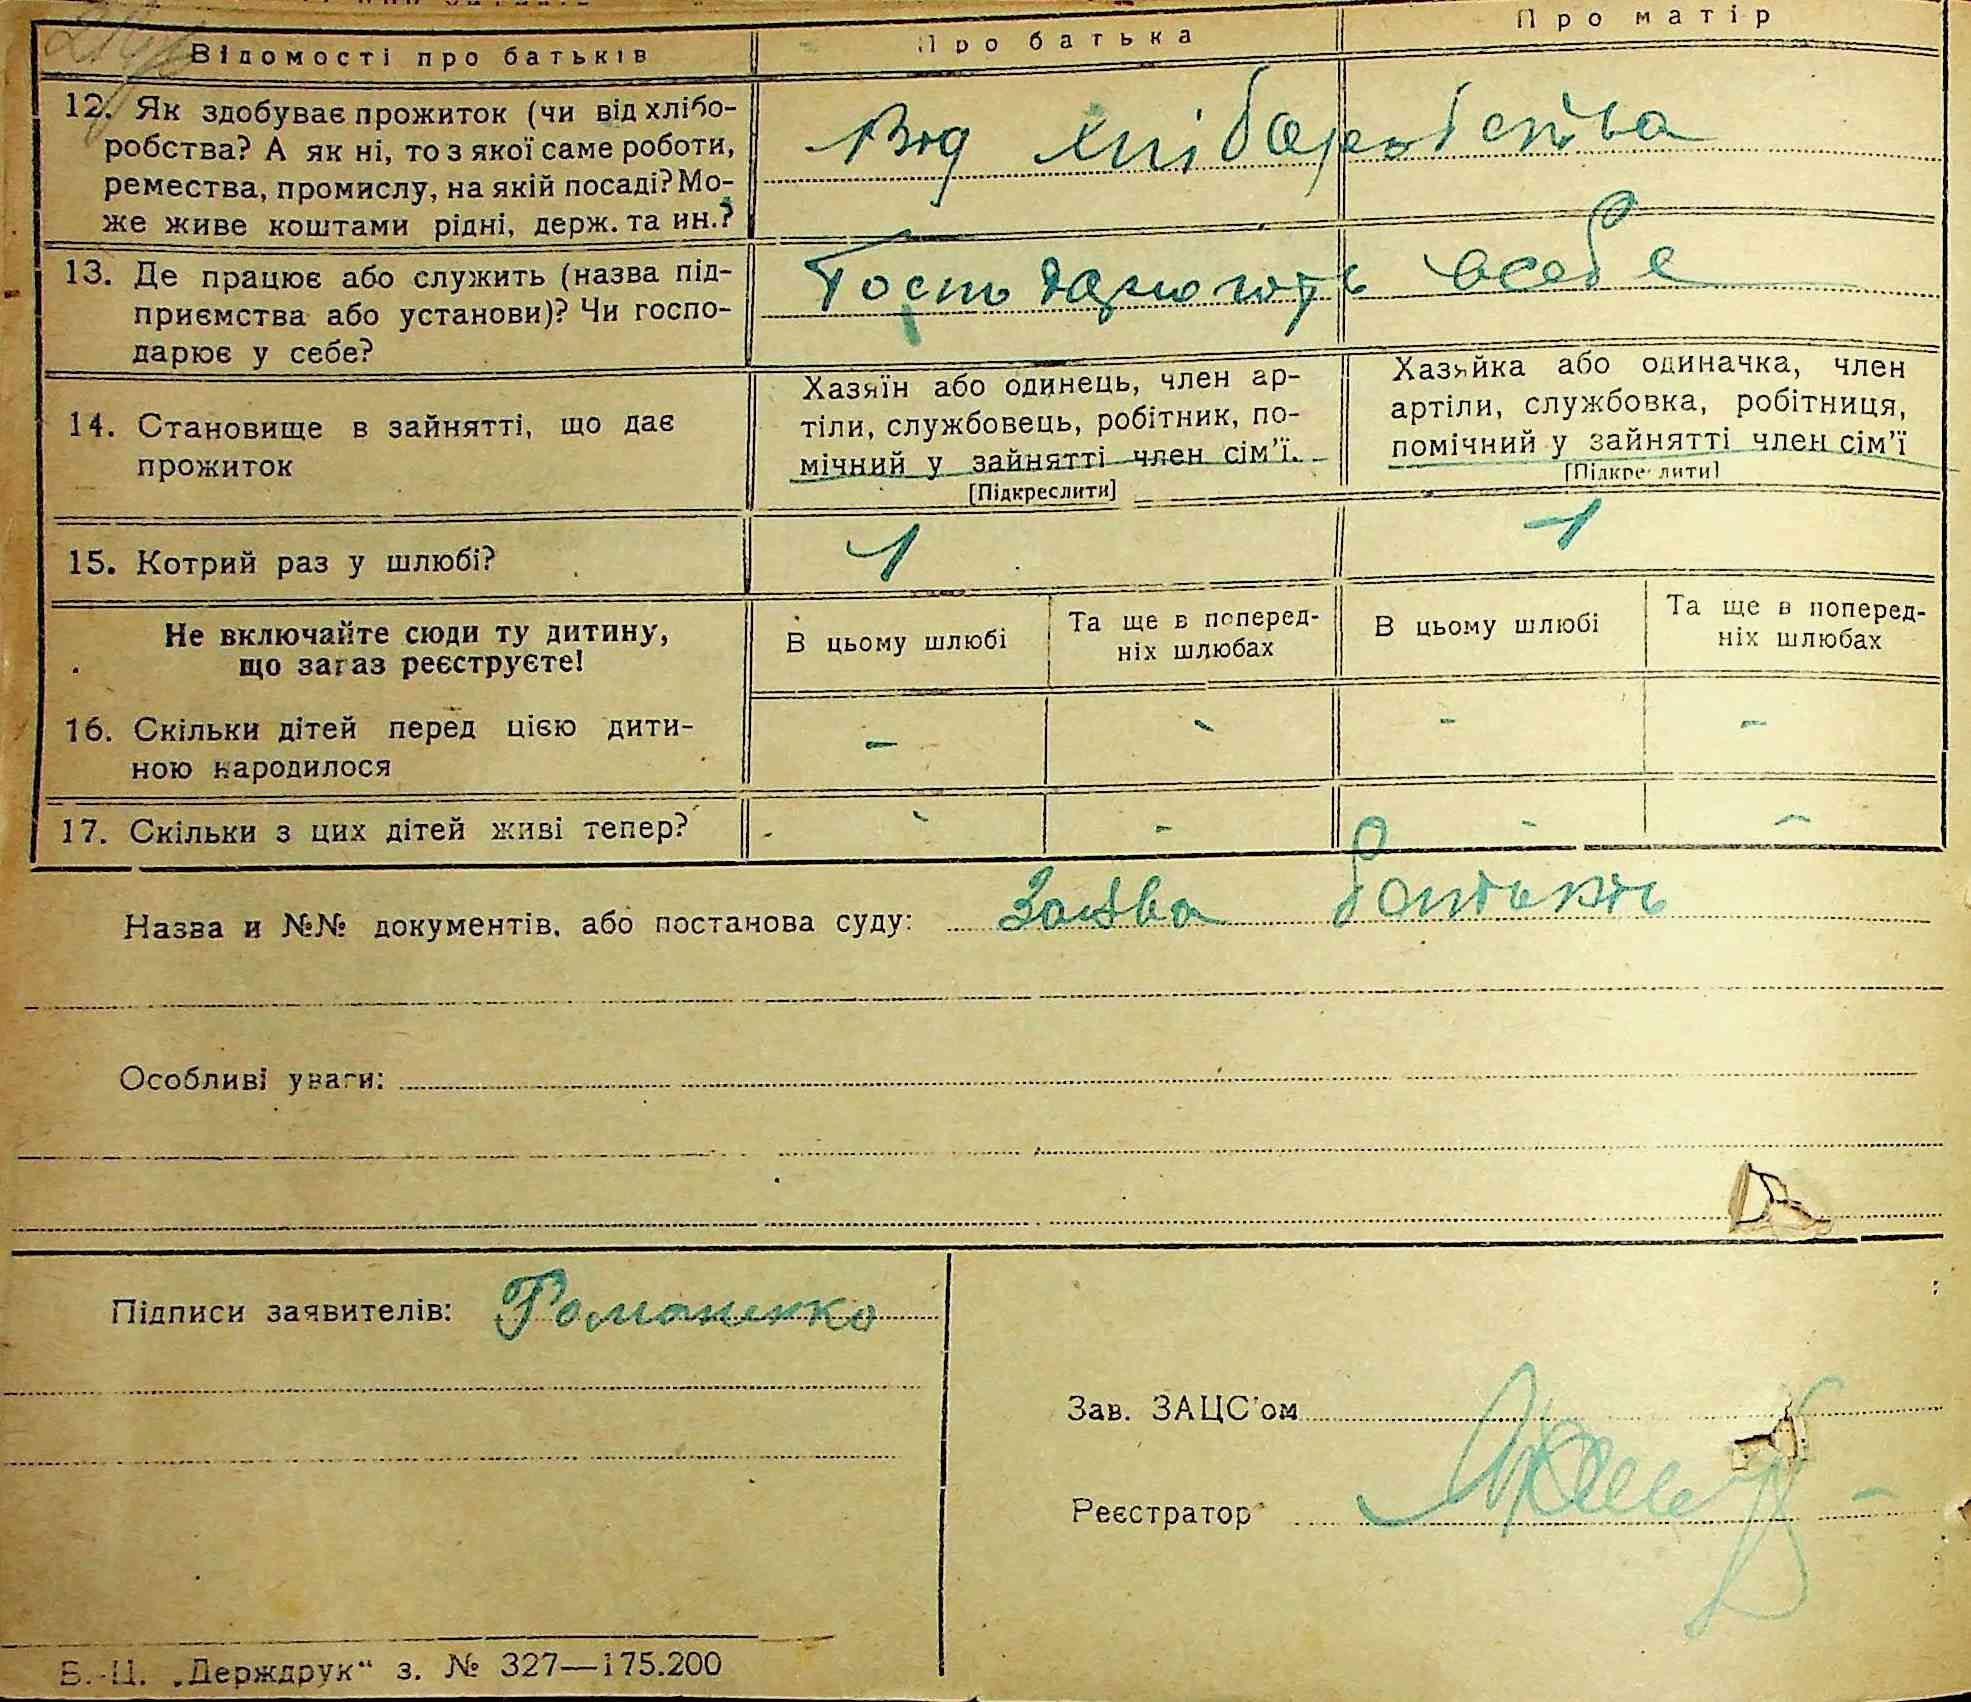 Відомості про батьків
Про батька
Про матір
12. Як здобуває прожиток (чи від хлібо-
робства? А як ні, то з якої саме роботи,
ремества, промислу, на якій посаді? Мо-
же живе коштами рідні, держ. та ин.?
Від хліборобства
13. Де працює або служить (назва під-
приємства або установи)? Чи госпо-
дарює у себе?
Господарюють в себе
14. Становище в зайнятті, що дає
прожиток
Хазяїн або одинець, член ар-
тіли, службовець, робітник, по-
мічний у зайнятті член сім'ї.
[Підкреслити]
Хазяйка або одиначка, член
артіли, службовка, робітниця,
помічний у зайнятті член сім'ї
[Підкреслити]
15. Котрий раз у шлюбі?
1
1
Не включайте сюди ту дитину,
що зараз реєструєте!
В цьому шлюбі
Та ще в поперед-
ніх шлюбах
В цьому шлюбі
Та ще в поперед-
ніх шлюбах
16. Скільки дітей перед цією дити-
ною народилося
- - - -
17. Скільки з цих дітей живі тепер?
- - - -
Назва и №№ документів, або постанова суду: Заява
Особливі уваги:
Підписи заявителів: Романенко
Зав. ЗАЦС'ом
Реєстратор
Б.-Ц. „Держдрук“ з. № 327—175.200